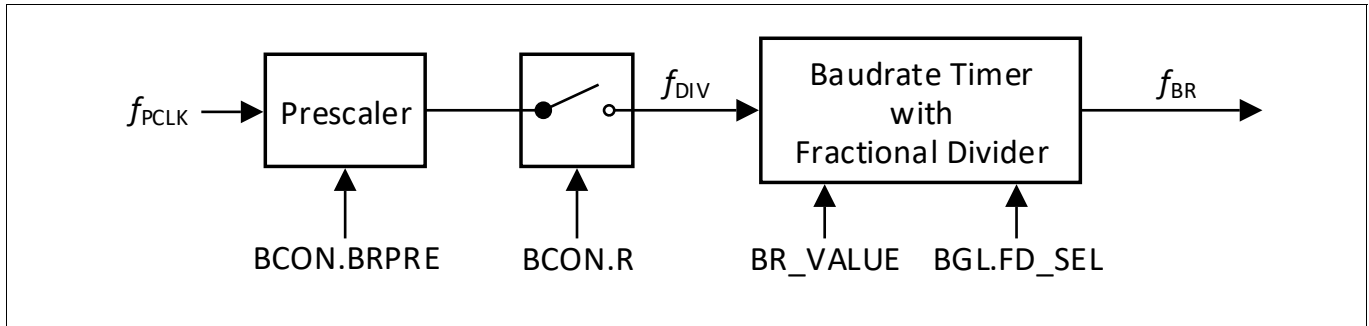 fPCLK
Prescaler
fDIV
Baudrate Timer
with
Fractional Divider
fBR
BCON.BRPRE
BCON.R
BR_VALUE
BGL.FD_SEL